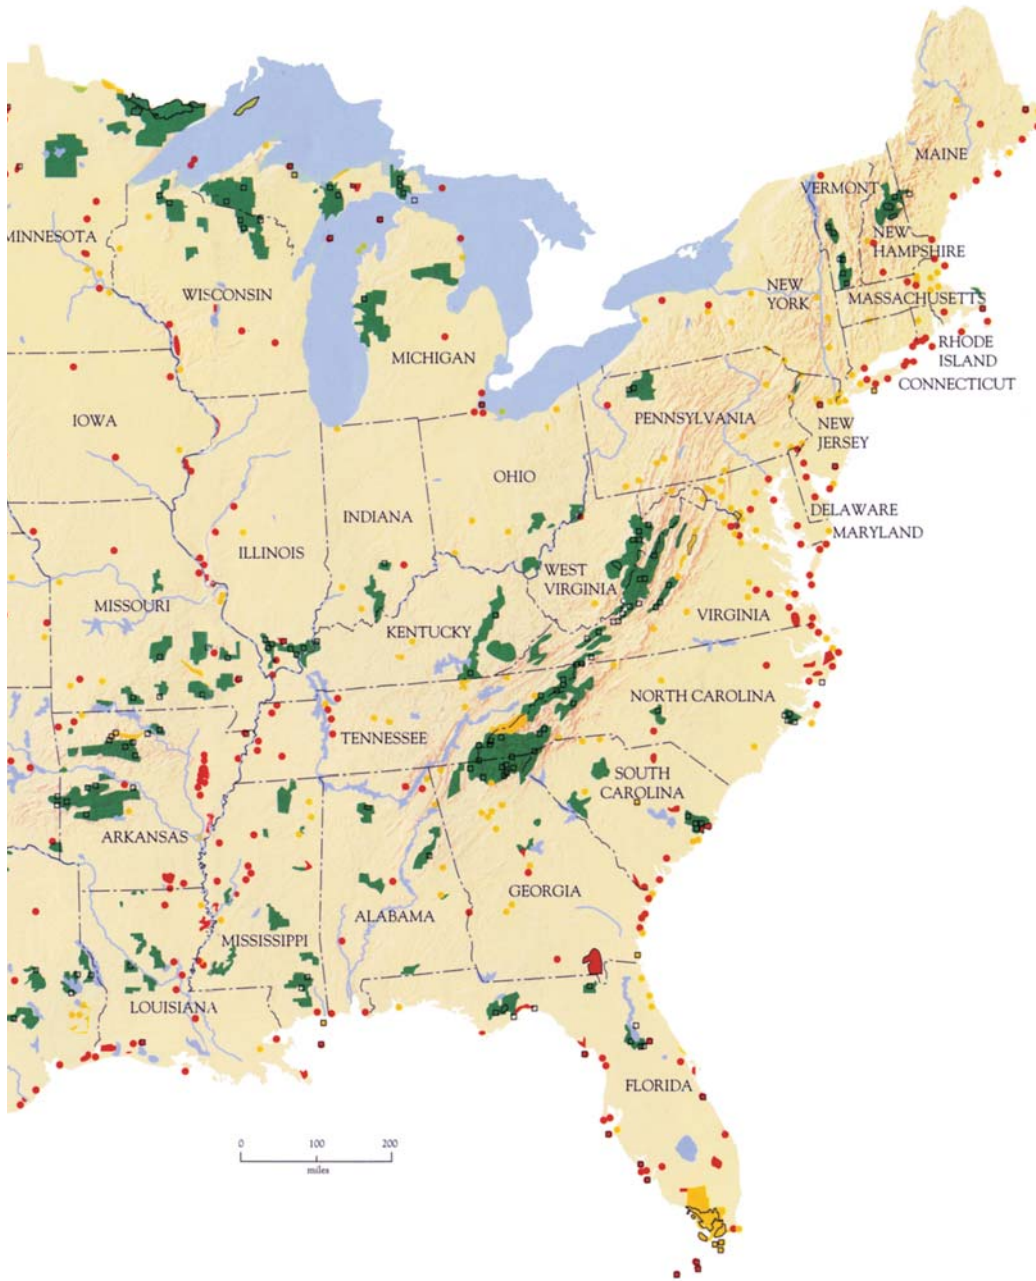 MAINE
VERMONT
NEW
HAMPSHIRE
MINNESOTA
WISCONSIN
NEW
YORK
MASSACHUSETTS
MICHIGAN
RHODE
ISLAND
CONNECTICUT
IOWA
PENNSYLVANIA
NEW
JERSEY
OHIO
INDIANA
DELAWARE
MARYLAND
ILLINOIS
WEST
VIRGINIA
MISSOURI
VIRGINIA
KENTUCKY
NORTH CAROLINA
TENNESSEE
SOUTH
CAROLINA
ARKANSAS
GEORGIA
ALABAMA
MISSISSIPPI
LOUISIANA
FLORIDA
0 100 200
miles